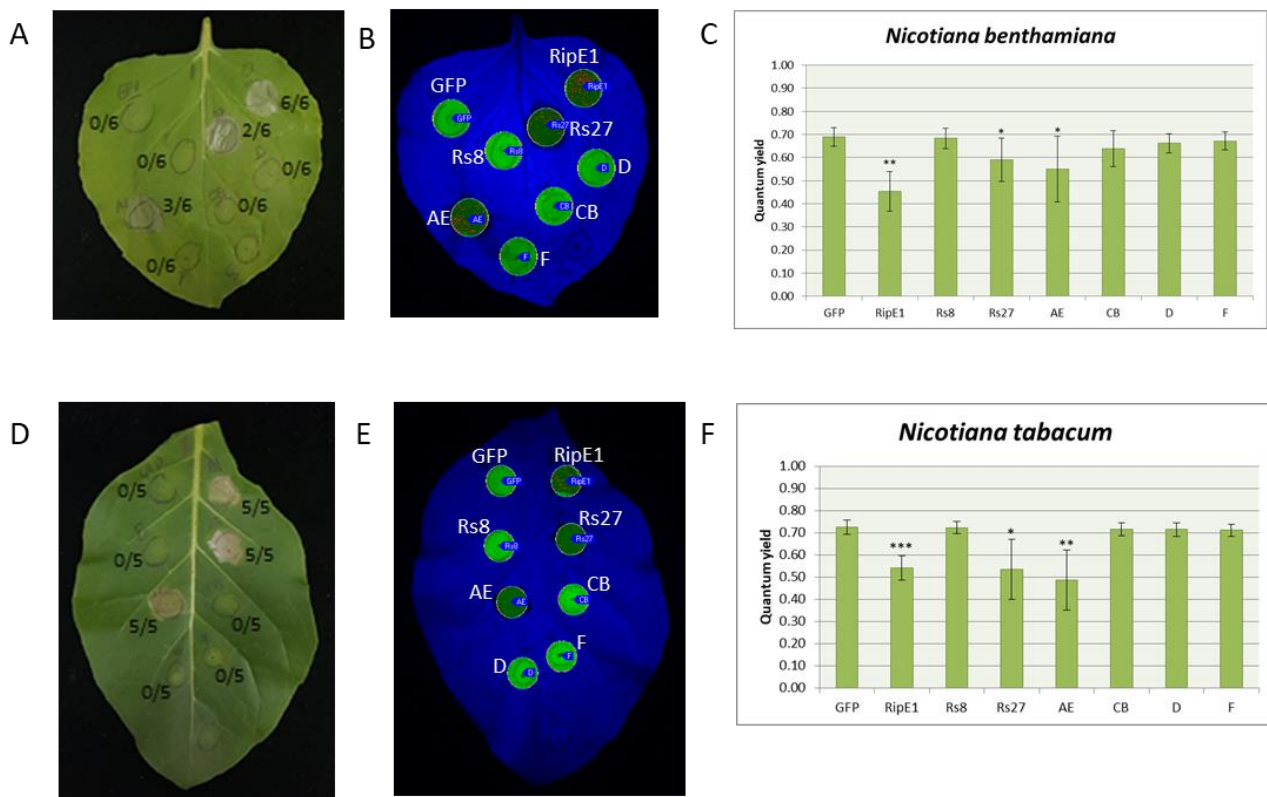 A
0/6
6/6
2/6
0/6
0/6
3/6
0/6
0/6
B
RipE1
RipE1
GFP
GFP
Rs27
Rs27
Rs8
Rs8
D
D
AE
AE
CB
CB
F
F
C
Nicotiana benthamiana
Quantum yield
1.00
0.90
0.80
0.70
0.60
0.50
0.40
0.30
0.20
0.10
0.00
**
*
*
GFP RipE1 Rs8 Rs27 AE CB D F
D
0/5
5/5
0/5
5/5
5/5
0/5
0/5
0/5
E
GFP RipE1
GFP RipE1
Rs8 Rs27
Rs8 Rs27
AE CB
AE CB
D F
D F
F
Nicotiana tabacum
Quantum yield
1.00
0.90
0.80
0.70
0.60
0.50
0.40
0.30
0.20
0.10
0.00
***
*
**
GFP RipE1 Rs8 Rs27 AE CB D F